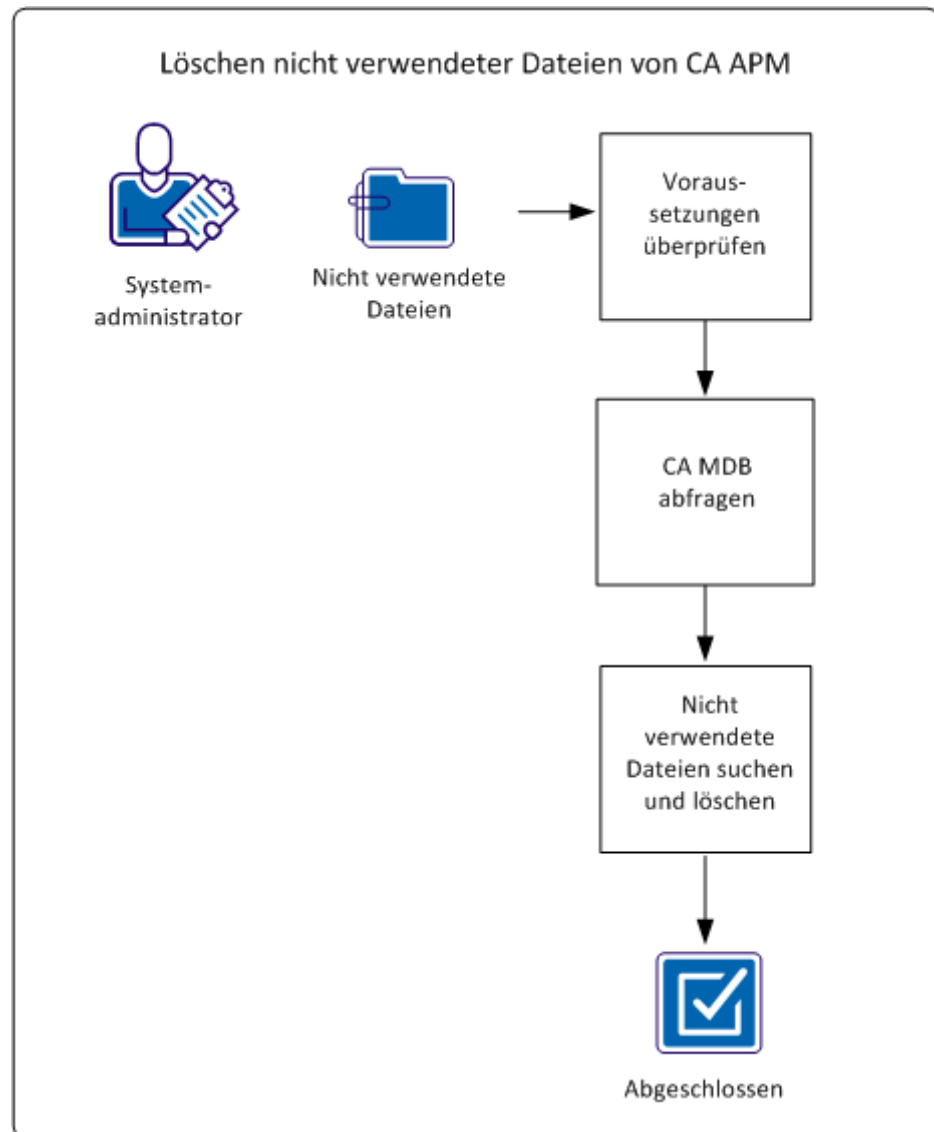 Löschen nicht verwendeter Dateien von CA APM
System-
administrator
Nicht verwendete
Dateien
Voraus-
setzungen
überprüfen
CA MDB
abfragen
Nicht
verwendete
Dateien suchen
und löschen
Abgeschlossen